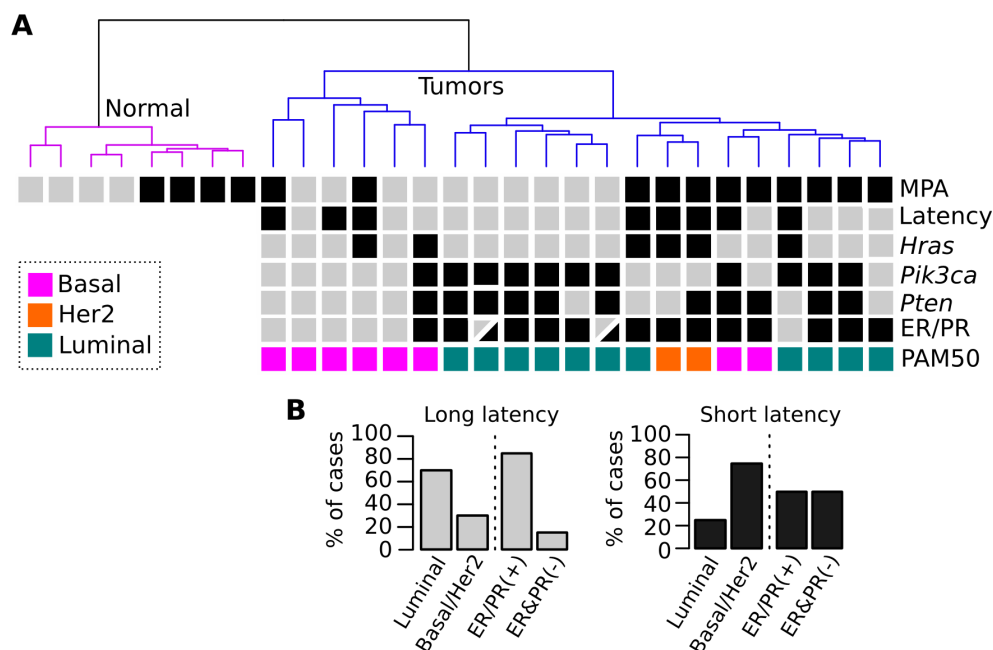 A
Normal
Tumors
MPA
Latency
Hras
Pik3ca
Pten
ER/PR
PAM50
Basal
Her2
Luminal
B
Long latency
% of cases
100
80
60
40
20
0
Luminal
Basal/Her2
ER/PR(+)
ER&PR(-)
Short latency
% of cases
100
80
60
40
20
0
Luminal
Basal/Her2
ER/PR(+)
ER&PR(-)